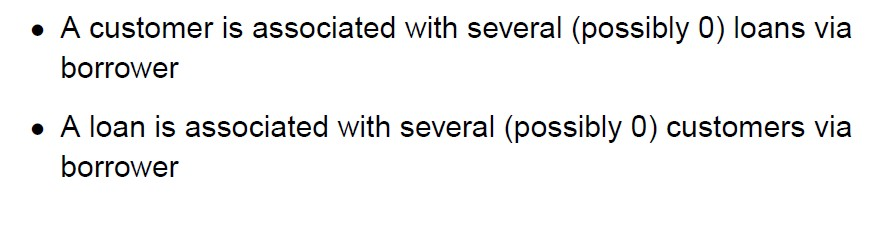 • A customer is associated with several (possibly 0) loans via
borrower
• A loan is associated with several (possibly 0) customers via
borrower